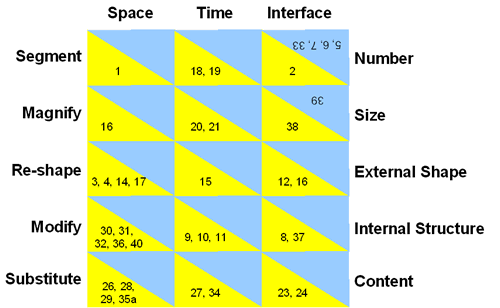 Space Time Interface
Segment 1 18, 19 5, 6, 7, 33 2 Number
Magnify 16 20, 21 39 38 Size
Re-shape 3, 4, 14, 17 15 12, 16 External Shape
Modify 30, 31,
32, 36, 40 9, 10, 11 8, 37 Internal Structure
Substitute 26, 28,
29, 35a 27, 34 23, 24 Content